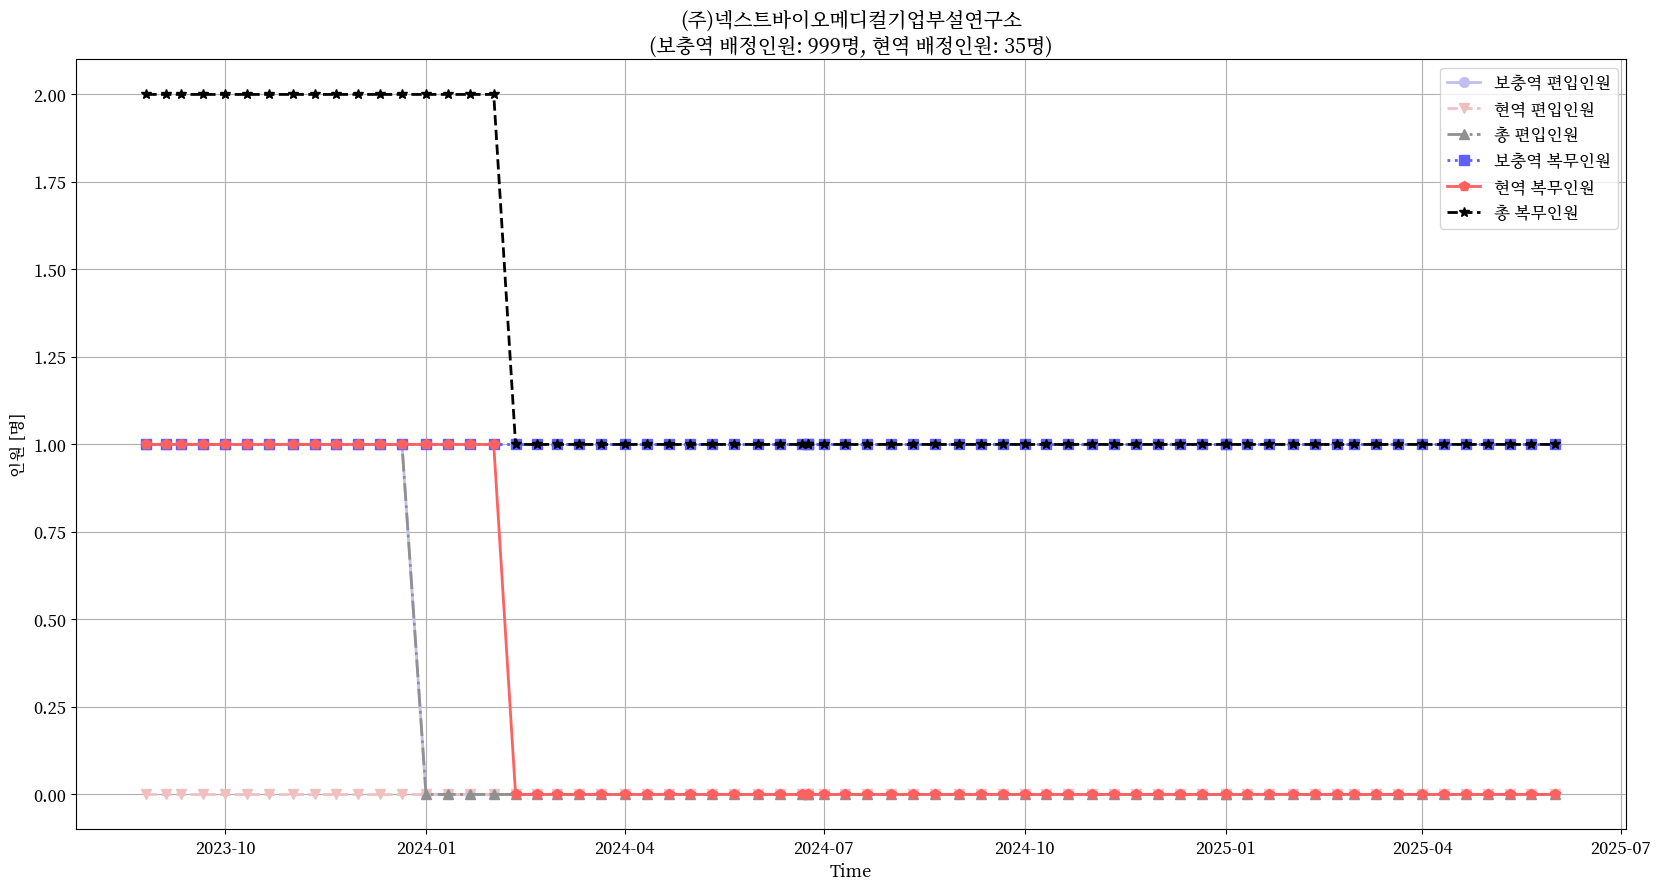 (주)넥스트바이오메디컬기업부설연구소
(보충역 배정인원: 999명, 현역 배정인원: 35명)
보충역 편입인원
현역 편입인원
총 편입인원
보충역 복무인원
현역 복무인원
총 복무인원
2.00
1.75
1.50
1.25
1.00
0.75
0.50
0.25
0.00
인원 [명]
2023-10
2024-01
2024-04
2024-07
2024-10
2025-01
2025-04
2025-07
Time